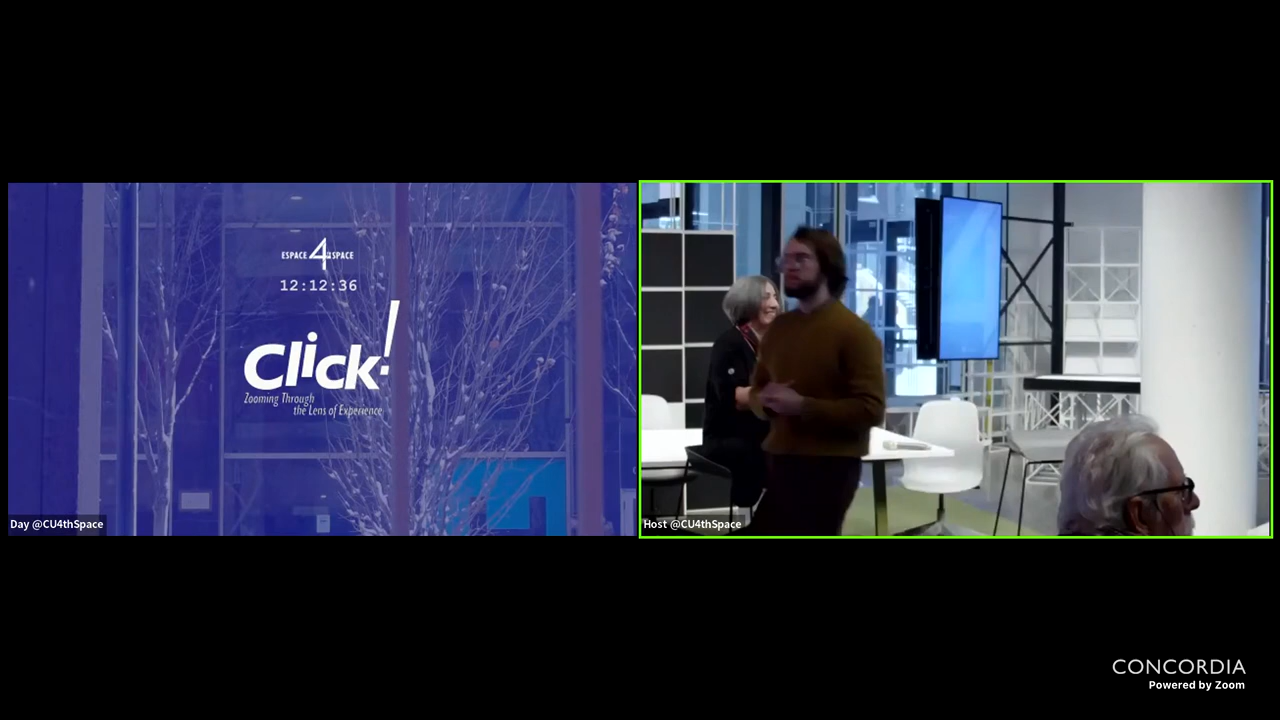 ESPACE 4 SPACE
12:12:36
Click!
Zooming Through
the Lens of Experience
Day @CU4thSpace
Host @CU4thSpace
CONCORDIA
Powered by Zoom